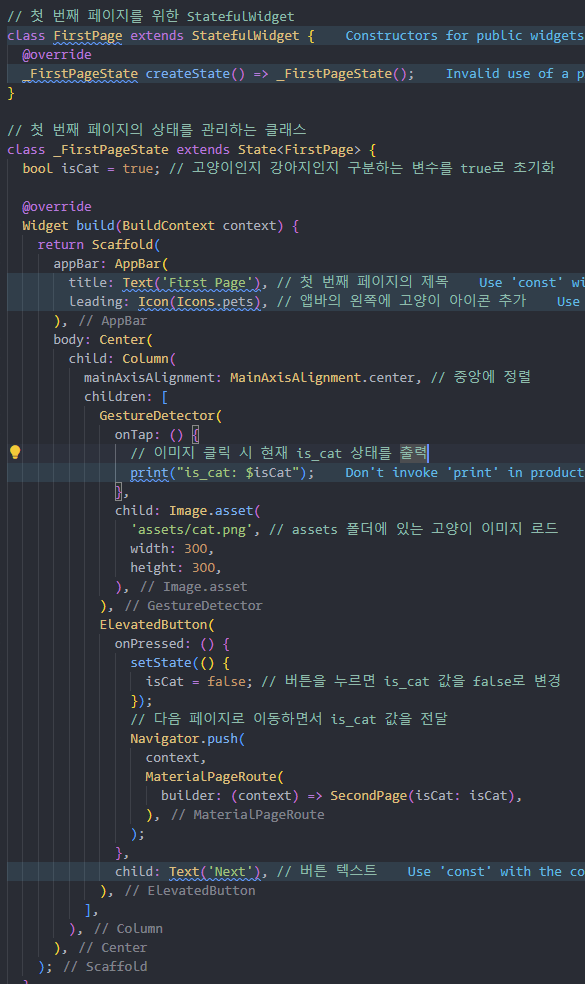 // 첫 번째 페이지를 위한 StatefulWidget
class FirstPage extends StatefulWidget {     Constructors for public widgets
  @override
  _FirstPageState createState() => _FirstPageState();     Invalid use of a p
}

// 첫 번째 페이지의 상태를 관리하는 클래스
class _FirstPageState extends State<FirstPage> {
  bool isCat = true; // 고양이인지 강아지인지 구분하는 변수를 true로 초기화

  @override
  Widget build(BuildContext context) {
    return Scaffold(
      appBar: AppBar(
        title: Text('First Page'), // 첫 번째 페이지의 제목     Use 'const' wi
        leading: Icon(Icons.pets), // 앱바의 왼쪽에 고양이 아이콘 추가     Use
      ), // AppBar
      body: Center(
        child: Column(
          mainAxisAlignment: MainAxisAlignment.center, // 중앙에 정렬
          children: [
            GestureDetector(
              onTap: () {
                // 이미지 클릭 시 현재 is_cat 상태를 출력
                print("is_cat: $isCat");     Don't invoke 'print' in product
              },
              child: Image.asset(
                'assets/cat.png', // assets 폴더에 있는 고양이 이미지 로드
                width: 300,
                height: 300,
              ), // Image.asset
            ), // GestureDetector
            ElevatedButton(
              onPressed: () {
                setState(() {
                  isCat = false; // 버튼을 누르면 is_cat 값을 false로 변경
                });
                // 다음 페이지로 이동하면서 is_cat 값을 전달
                Navigator.push(
                  context,
                  MaterialPageRoute(
                    builder: (context) => SecondPage(isCat: isCat),
                  ), // MaterialPageRoute
                );
              },
              child: Text('Next'), // 버튼 텍스트     Use 'const' with the co
            ), // ElevatedButton
          ],
        ), // Column
      ), // Center
    ); // Scaffold